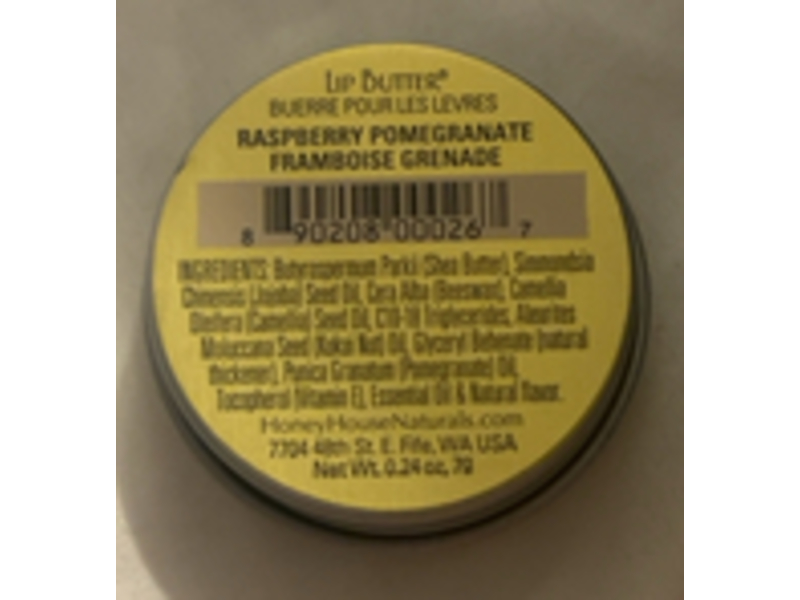 LIP BUTTER®
BUERRE POUR LES LEVRES
RASPBERRY POMEGRANATE
FRAMBOISE GRENADE
8 90208 00026 7
INGREDIENTS: Butyrospermum Parkii (Shea Butter), Simmondsia
Chinensis (Jojoba) Seed Oil, Cera Alba (Beeswax), Camellia
Oleifera (Camellia) Seed Oil, C10-18 Triglycerides, Aleurites
Moluccana Seed (Kukui Nut) Oil, Glyceryl Behenate (natural
thickener), Punica Granatum (Pomegranate) Oil,
Tocopherol (Vitamin E), Essential Oil & Natural flavor.
HoneyHouseNaturals.com
7704 48th St. E. Fife, WA USA
Net Wt. 0.24 oz, 7g